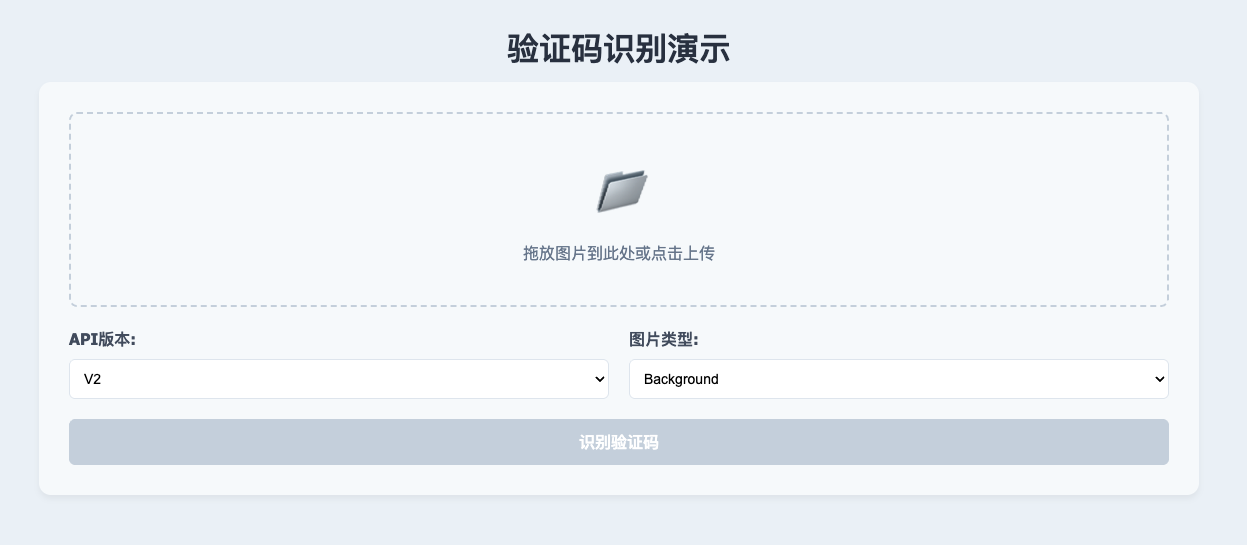 验证码识别演示
拖放图片到此处或点击上传
API版本:
图片类型:
V2
Background
识别验证码